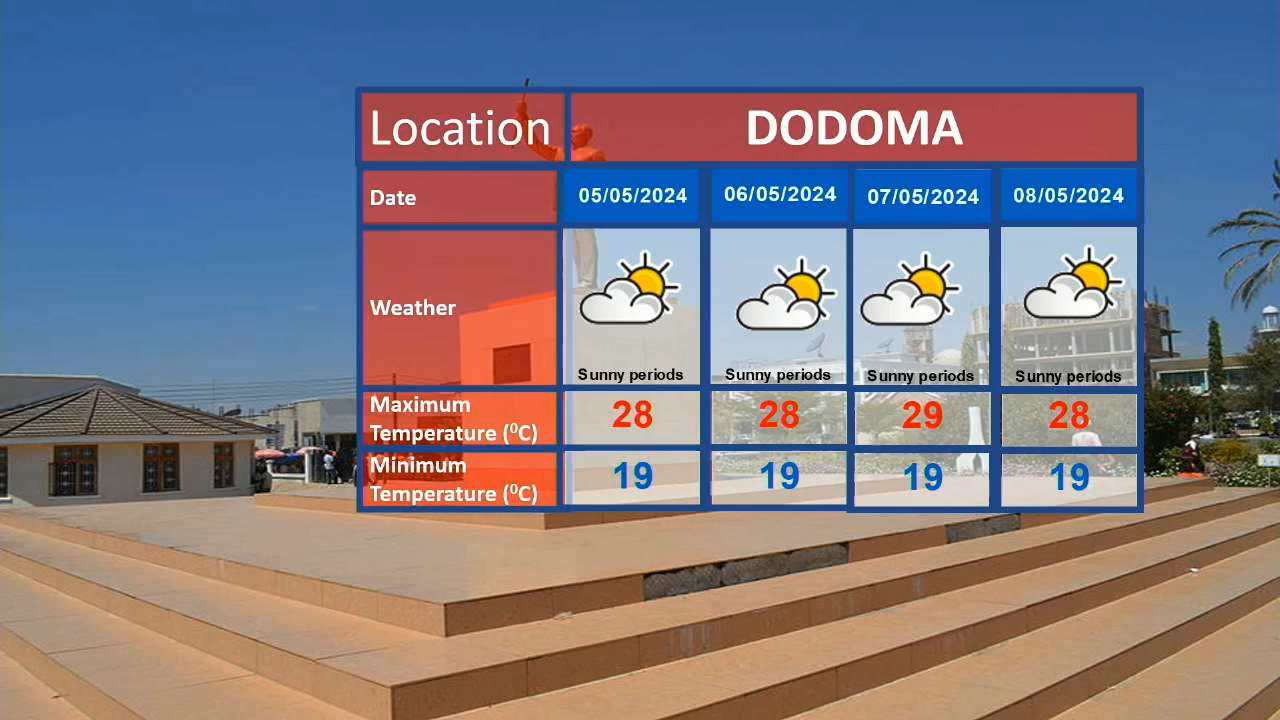 Location DODOMA
Date 05/05/2024 06/05/2024 07/05/2024 08/05/2024
Weather
Sunny periods Sunny periods Sunny periods Sunny periods
Maximum
Temperature (⁰C) 28 28 29 28
Minimum
Temperature (⁰C) 19 19 19 19